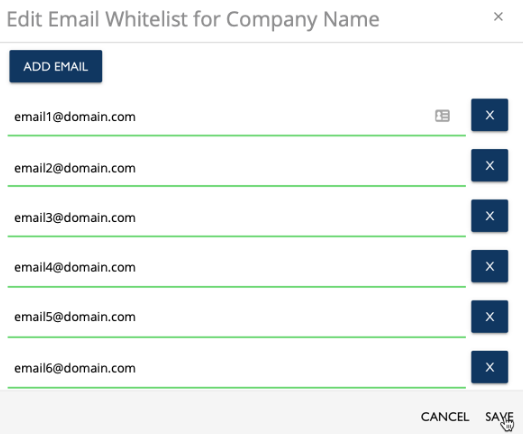 Edit Email Whitelist for Company Name ×
ADD EMAIL
email1@domain.com X
email2@domain.com X
email3@domain.com X
email4@domain.com X
email5@domain.com X
email6@domain.com X
CANCEL SAVE